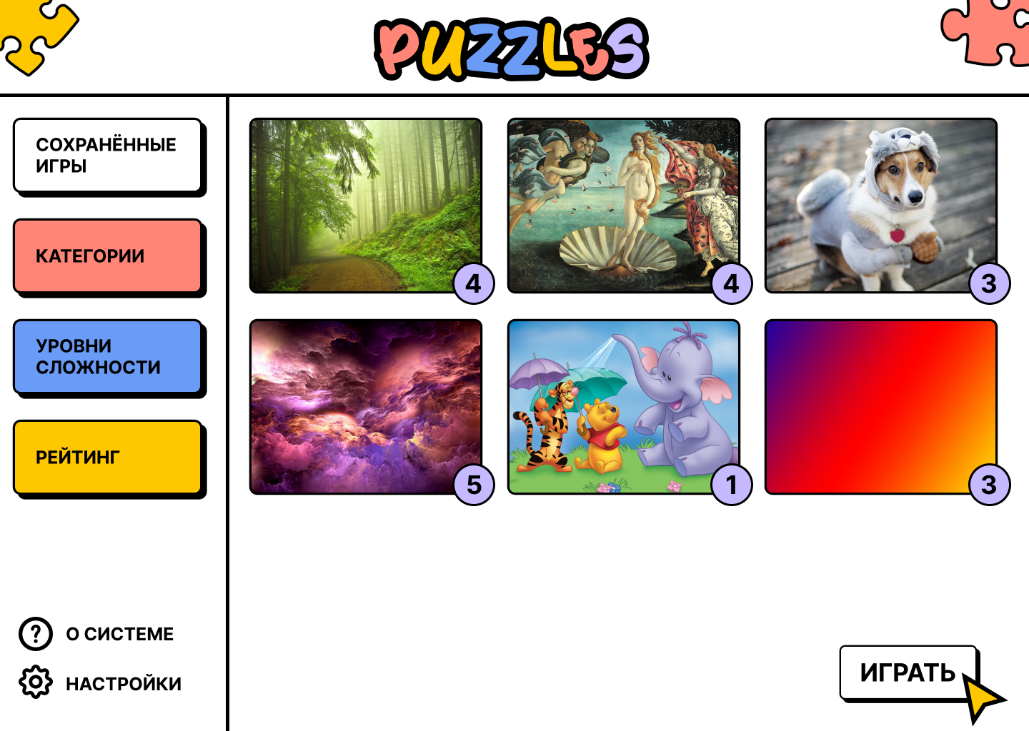 PUZZLES
СОХРАНЁННЫЕ
ИГРЫ
КАТЕГОРИИ
УРОВНИ
СЛОЖНОСТИ
РЕЙТИНГ
? О СИСТЕМЕ
НАСТРОЙКИ
4
4
3
5
1
3
ИГРАТЬ